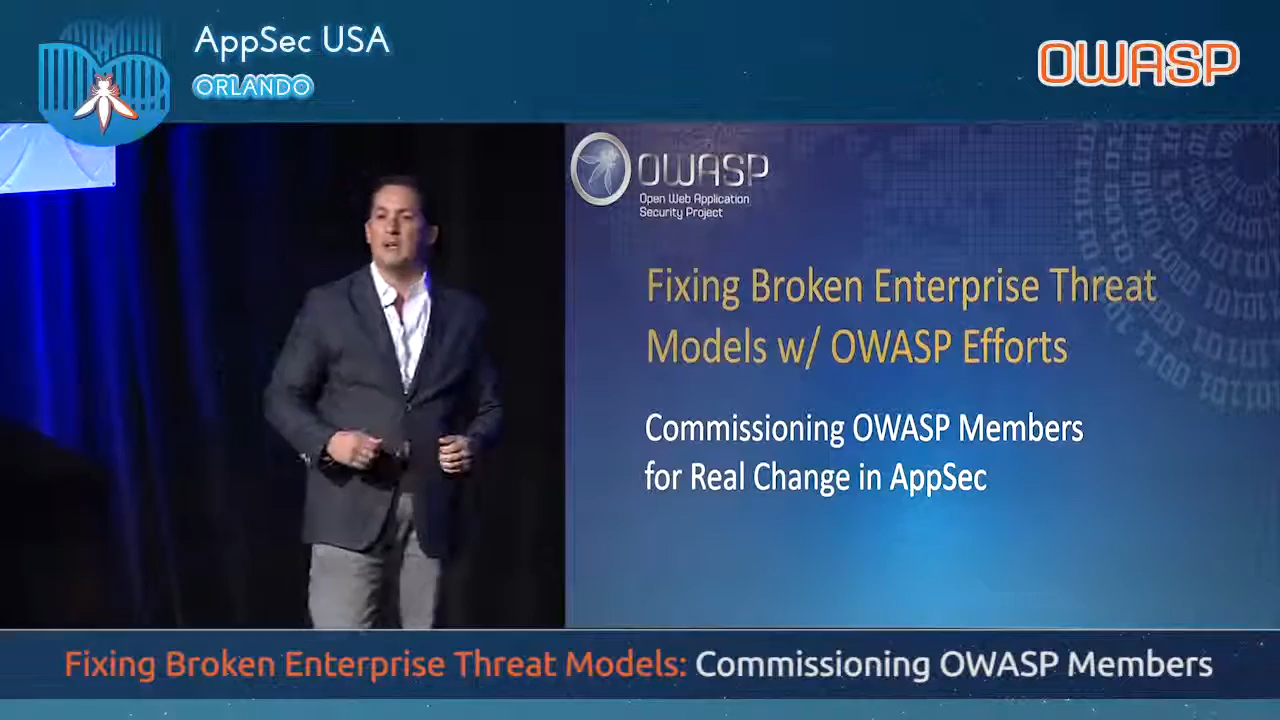 AppSec USA
ORLANDO
OWASP
OWASP
Open Web Application
Security Project
Fixing Broken Enterprise Threat
Models w/ OWASP Efforts
Commissioning OWASP Members
for Real Change in AppSec
Fixing Broken Enterprise Threat Models: Commissioning OWASP Members